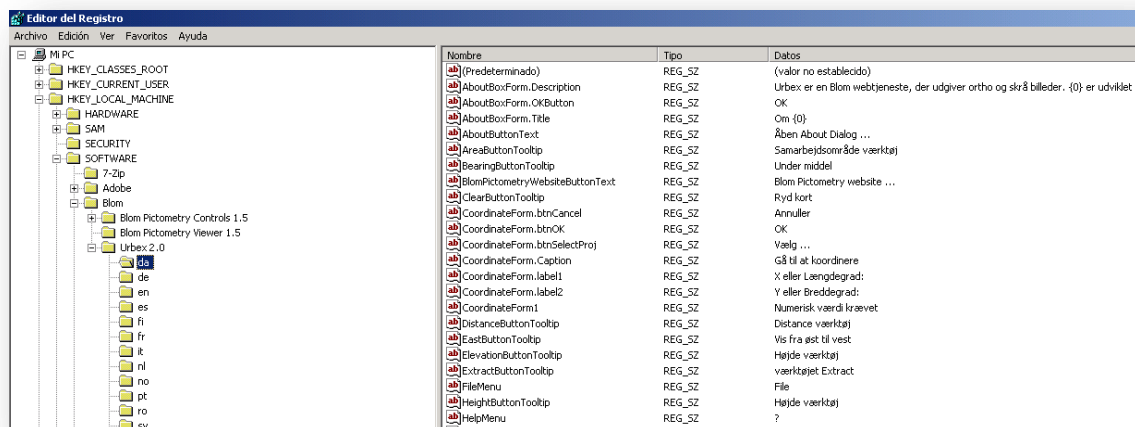 Editor del Registro
Archivo Edición Ver Favoritos Ayuda
Mi PC
HKEY_CLASSES_ROOT
HKEY_CURRENT_USER
HKEY_LOCAL_MACHINE
HARDWARE
SAM
SECURITY
SOFTWARE
7-Zip
Adobe
Blom
Blom Pictometry Controls 1.5
Blom Pictometry Viewer 1.5
Urbex 2.0
da
de
en
es
fi
fr
it
nl
no
pt
ro
sv
Nombre Tipo Datos
(Predeterminado) REG_SZ (valor no establecido)
AboutBoxForm.Description REG_SZ Urbex er en Blom webtjeneste, der udgiver ortho og skrå billeder. {0} er udviklet
AboutBoxForm.OKButton REG_SZ OK
AboutBoxForm.Title REG_SZ Om {0}
AboutButtonText REG_SZ Åben About Dialog ...
AreaButtonTooltip REG_SZ Samarbejdsområde værktøj
BearingButtonTooltip REG_SZ Under middel
BlomPictometryWebsiteButtonText REG_SZ Blom Pictometry website ...
ClearButtonTooltip REG_SZ Ryd kort
CoordinateForm.btnCancel REG_SZ Annuller
CoordinateForm.btnOK REG_SZ OK
CoordinateForm.btnSelectProj REG_SZ Vælg ...
CoordinateForm.Caption REG_SZ Gå til at koordinere
CoordinateForm.label1 REG_SZ X eller Længdegrad:
CoordinateForm.label2 REG_SZ Y eller Breddegrad:
CoordinateForm1 REG_SZ Numerisk værdi krævet
DistanceButtonTooltip REG_SZ Distance værktøj
EastButtonTooltip REG_SZ Vis fra øst til vest
ElevationButtonTooltip REG_SZ Højde værktøj
ExtractButtonTooltip REG_SZ værktøjet Extract
FileMenu REG_SZ File
HeightButtonTooltip REG_SZ Højde værktøj
HelpMenu REG_SZ ?